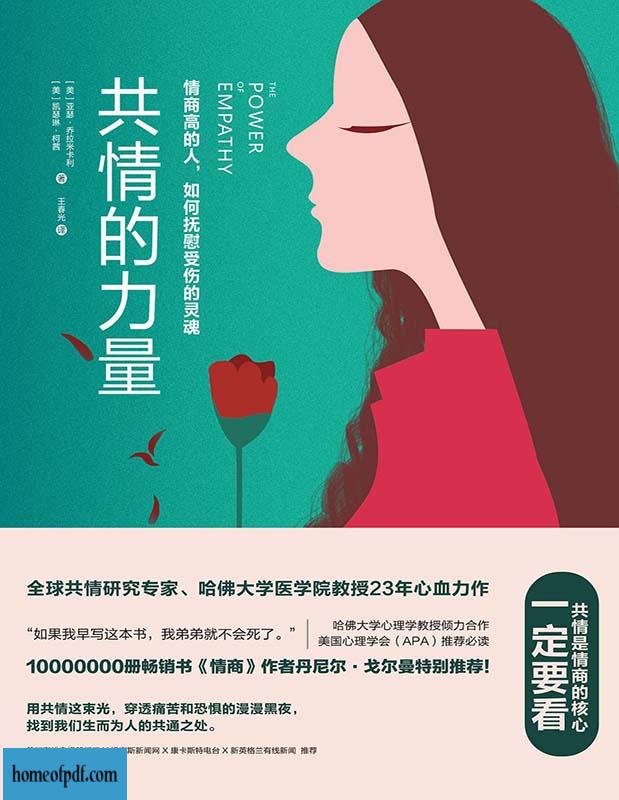 共情的力量
情商高的人，如何抚慰受伤的灵魂
THE
POWER
OF
EMPATHY
［美］亚瑟·乔拉米卡利
［美］凯瑟琳·柯茜
著
王春光 译
全球共情研究专家、哈佛大学医学院教授23年心血力作
“如果我早写这本书，我弟弟就不会死了。”
哈佛大学心理学教授倾力合作
美国心理学会（APA）推荐必读
10000000册畅销书《情商》作者丹尼尔·戈尔曼特别推荐！
用共情这束光，穿透痛苦和恐惧的漫漫黑夜，
找到我们生而为人的共通之处。
斯新闻网 X 康卡斯特电台 X 新英格兰有线新闻 推荐
共情是情商的核心
一定要看
homeofpdf.com